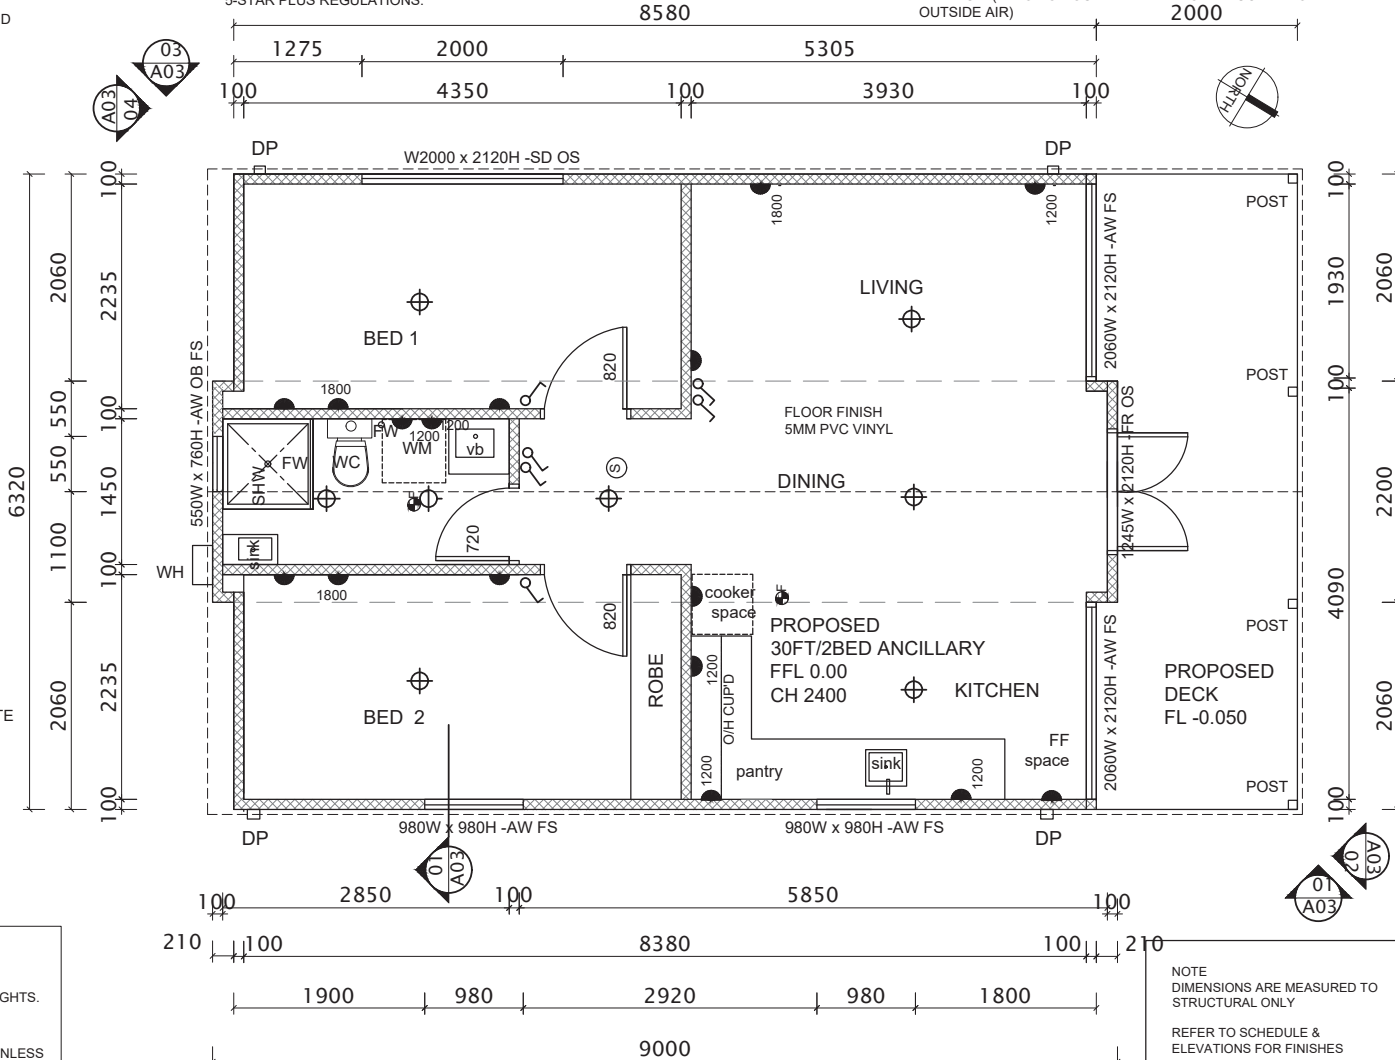 5-STAR PLUS REGULATIONS.
D
8580
OUTSIDE AIR)
2000
1275
2000
5305
03
A03
A03
04
100
4350
100
3930
100
NORTH
DP
W2000 x 2120H -SD OS
DP
100
2060
2235
550
100
550
1450
6320
1100
100
2235
2060
100
100
1930
2060
100
2200
4090
2060
100
1800
1200
POST
2060W x 2120H -AW FS
LIVING
BED 1
820
POST
550W x 760H -AW OB FS
1800
FLOOR FINISH
5MM PVC VINYL
1245W x 2120H -FR OS
FW
1200
200
WM
vb
FW
WC
SHW
S
DINING
720
sink
WH
1800
820
cooker
space
F
PROPOSED
30FT/2BED ANCILLARY
FFL 0.00
CH 2400
POST
2060W x 2120H -AW FS
1200
O/H CUP'D
KITCHEN
PROPOSED
DECK
FL -0.050
ROBE
BED 2
TE
FF
space
1200
pantry
sink
1200
POST
980W x 980H -AW FS
980W x 980H -AW FS
DP
DP
01
A03
A03
02
01
A03
100
2850
100
5850
100
210
100
8380
100
210
1900
980
2920
980
1800
9000
GHTS.
NLESS
NOTE
DIMENSIONS ARE MEASURED TO
STRUCTURAL ONLY
REFER TO SCHEDULE &
ELEVATIONS FOR FINISHES